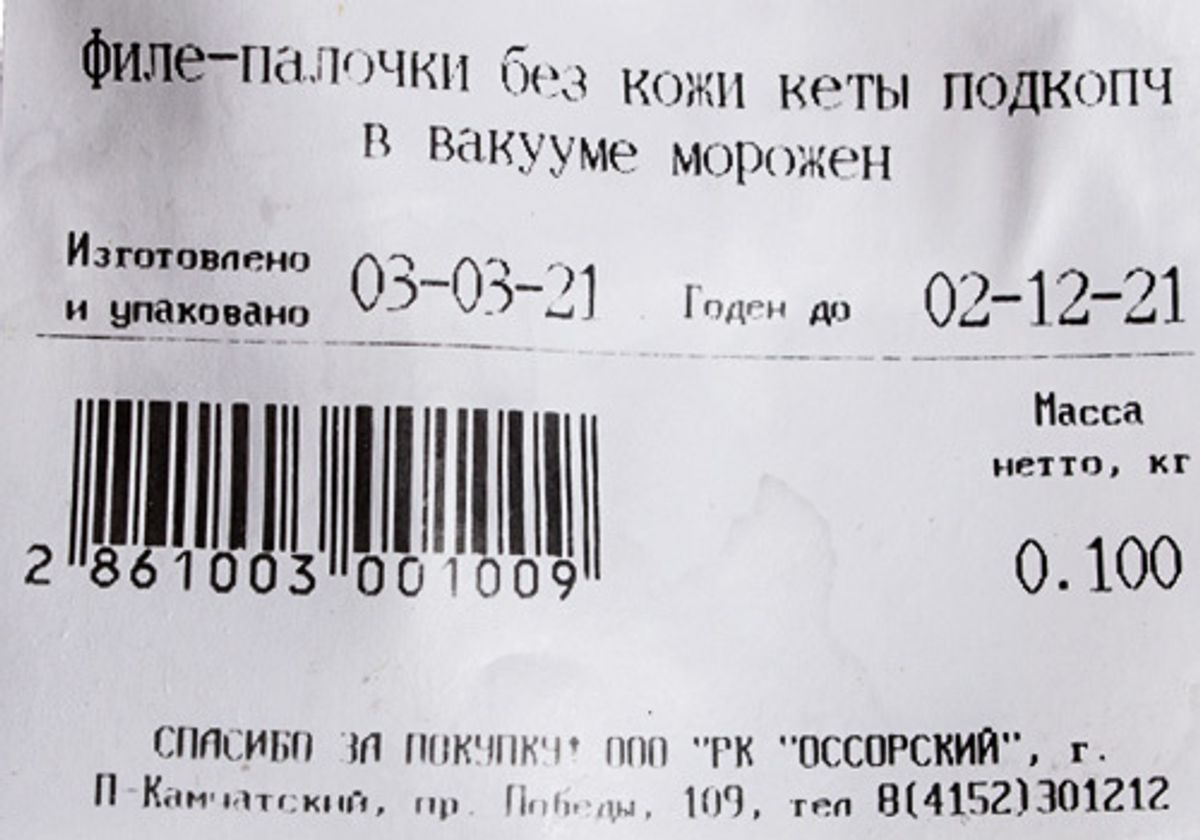 филе-палочки без кожи кеты подкопч
в вакууме морожен
Изготовлено
и упаковано 03-03-21 Годен до 02-12-21
Масса
нетто, кг
0.100
2 861003 001009
СПАСИБО ЗА ПОКУПКУ! ООО "РК "ОССОРСКИЙ", г.
П-Камчатский, пр. Победы, 109, тел 8(4152)301212